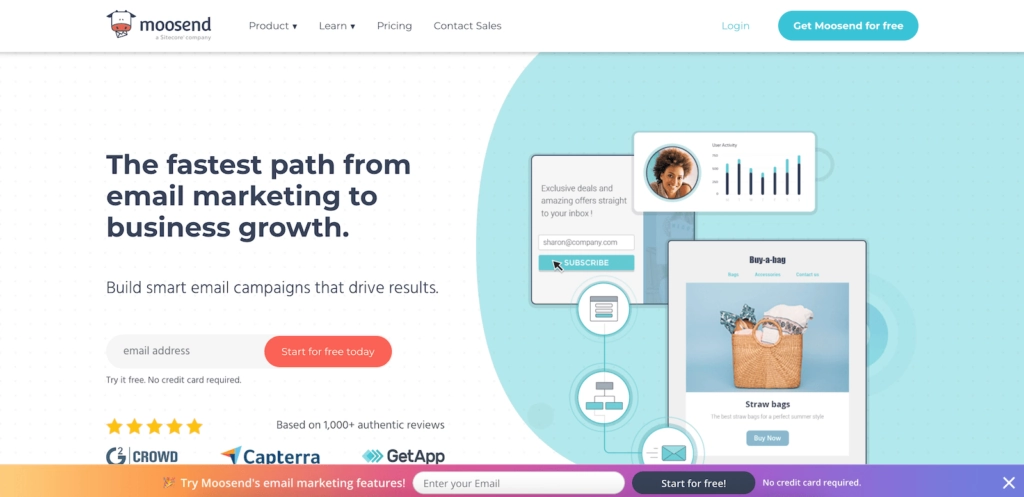 moosend
a Sitecore company
Product ▾
Learn ▾
Pricing
Contact Sales
Login
Get Moosend for free
The fastest path from
email marketing to
business growth.
Build smart email campaigns that drive results.
email address
Start for free today
Try it free. No credit card required.
Based on 1,000+ authentic reviews
G2 | CROWD
Capterra
GetApp
Exclusive deals and
amazing offers straight
to your inbox !
sharon@company.com
SUBSCRIBE
User Activity
Buy-a-bag
Bags
Accessories
Contact us
Straw bags
The best straw bags for a perfect summer style
Buy Now
Try Moosend's email marketing features!
Enter your Email
Start for free!
No credit card required.